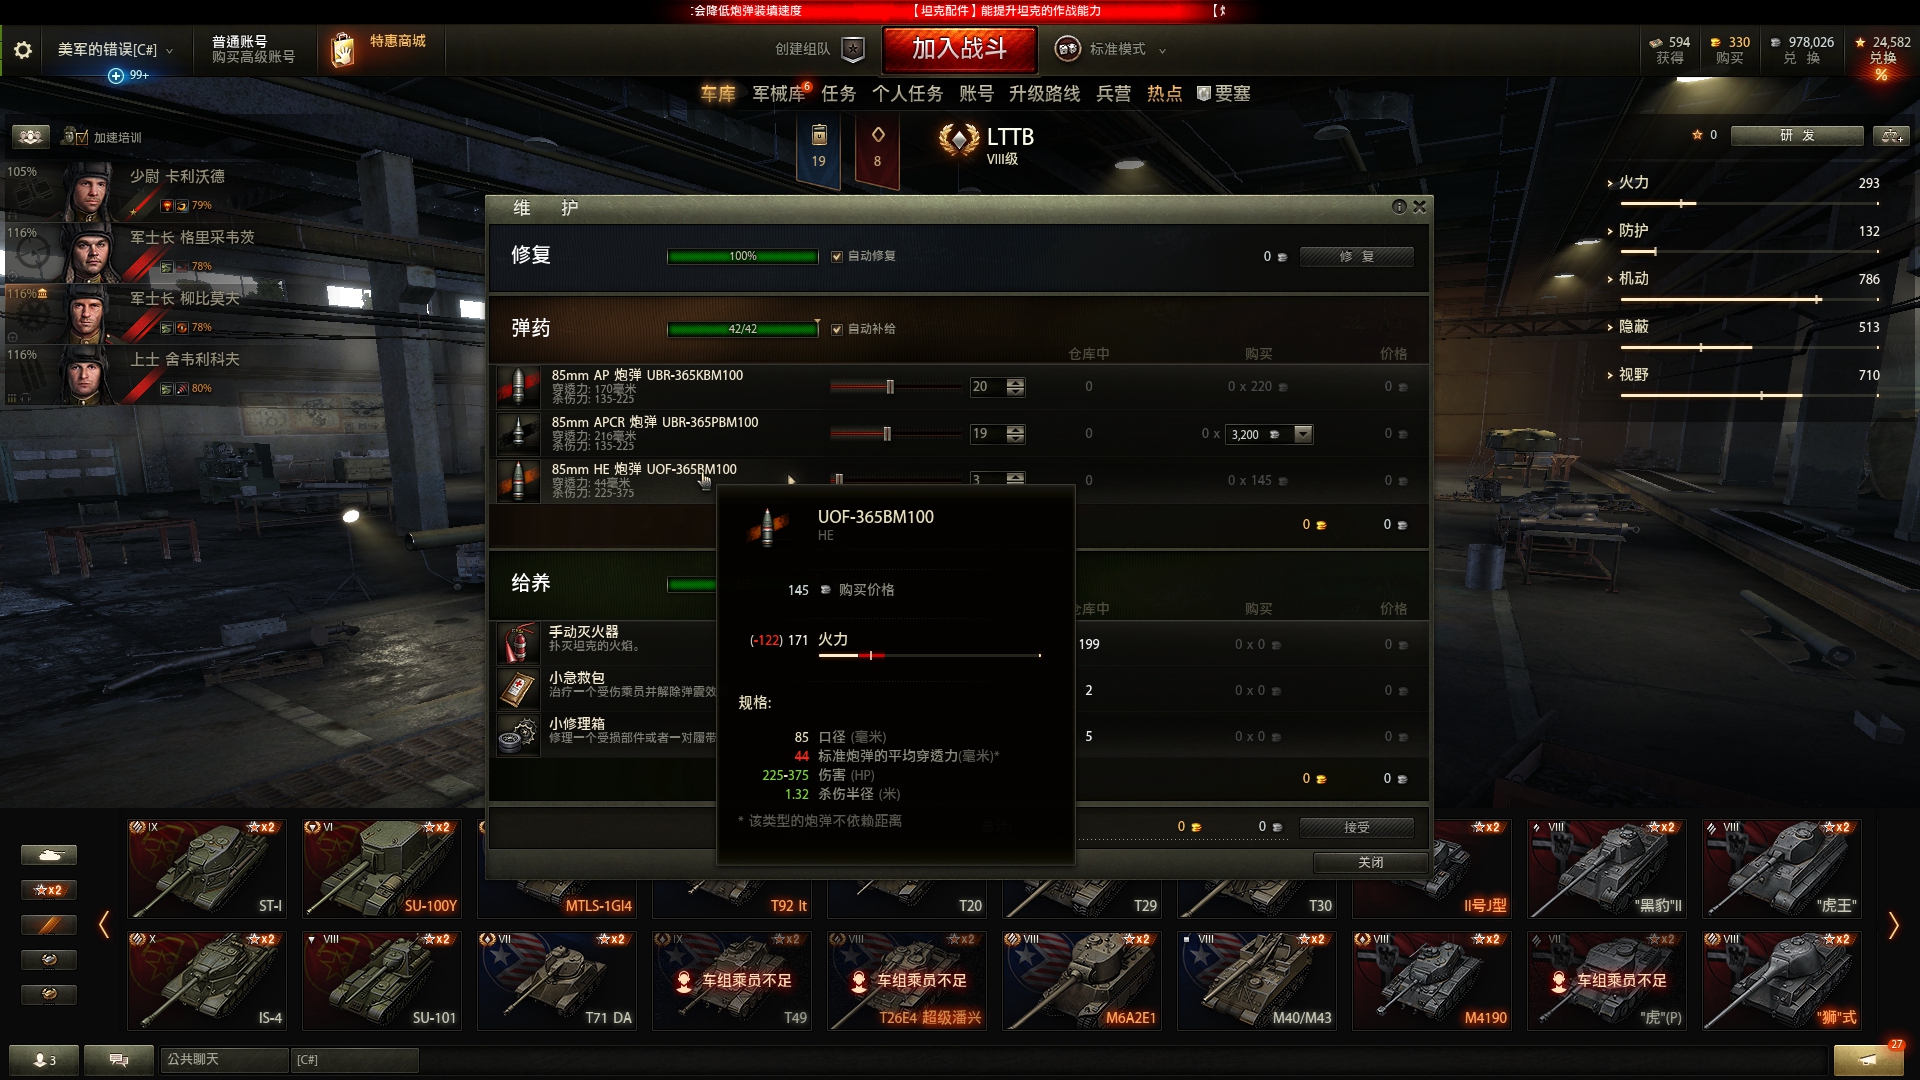 会降低炮弹装填速度
【坦克配件】能提升坦克的作战能力
美军的错误[C#]
99+
普通账号
购买高级账号
特惠商城
创建组队
加入战斗
标准模式
594
获得
330
购买
978,026
兑 换
24,582
兑换
%
车库
军械库
6
任务
个人任务
账号
升级路线
兵营
热点
要塞
加速培训
19
8
LTTB
VIII级
0
研 发
105%
少尉 卡利沃德
79%
116%
军士长 格里采韦茨
78%
116%
军士长 柳比莫夫
78%
116%
上士 舍韦利科夫
80%
火力
293
防护
132
机动
786
隐蔽
513
视野
710
维 护
修复
100%
自动修复
0
修 复
弹药
42/42
自动补给
仓库中
购买
价格
85mm AP 炮弹 UBR-365KBM100
穿透力: 170毫米
杀伤力: 135-225
20
0
0 x 220
0
85mm APCR 炮弹 UBR-365PBM100
穿透力: 216毫米
杀伤力: 135-225
19
0
0 x
3,200
0
85mm HE 炮弹 UOF-365BM100
穿透力: 44毫米
杀伤力: 225-375
3
0
0 x 145
0
0
0
给养
仓库中
购买
价格
手动灭火器
扑灭坦克的火焰。
199
0 x 0
0
小急救包
治疗一个受伤乘员并解除弹震效
2
0 x 0
0
小修理箱
修理一个受损部件或者一对履带
5
0 x 0
0
0
0
0
0
接受
关闭
UOF-365BM100
HE
145
购买价格
(-122) 171 火力
规格:
85 口径 (毫米)
44 标准炮弹的平均穿透力(毫米)*
225-375 伤害 (HP)
1.32 杀伤半径 (米)
* 该类型的炮弹不依赖距离
IX
x2
ST-I
VI
x2
SU-100Y
MTLS-1GI4
T92 lt
T20
T29
T30
x2
II号J型
VIII
x2
"黑豹"II
VIII
x2
"虎王"
x2
X
x2
IS-4
VIII
x2
SU-101
VII
x2
T71 DA
IX
x2
车组乘员不足
T49
VIII
x2
车组乘员不足
T26E4 超级潘兴
VIII
x2
M6A2E1
VIII
x2
M40/M43
VIII
x2
M4190
VII
x2
车组乘员不足
"虎"(P)
VIII
x2
"狮"式
3
公共聊天
[C#]
27